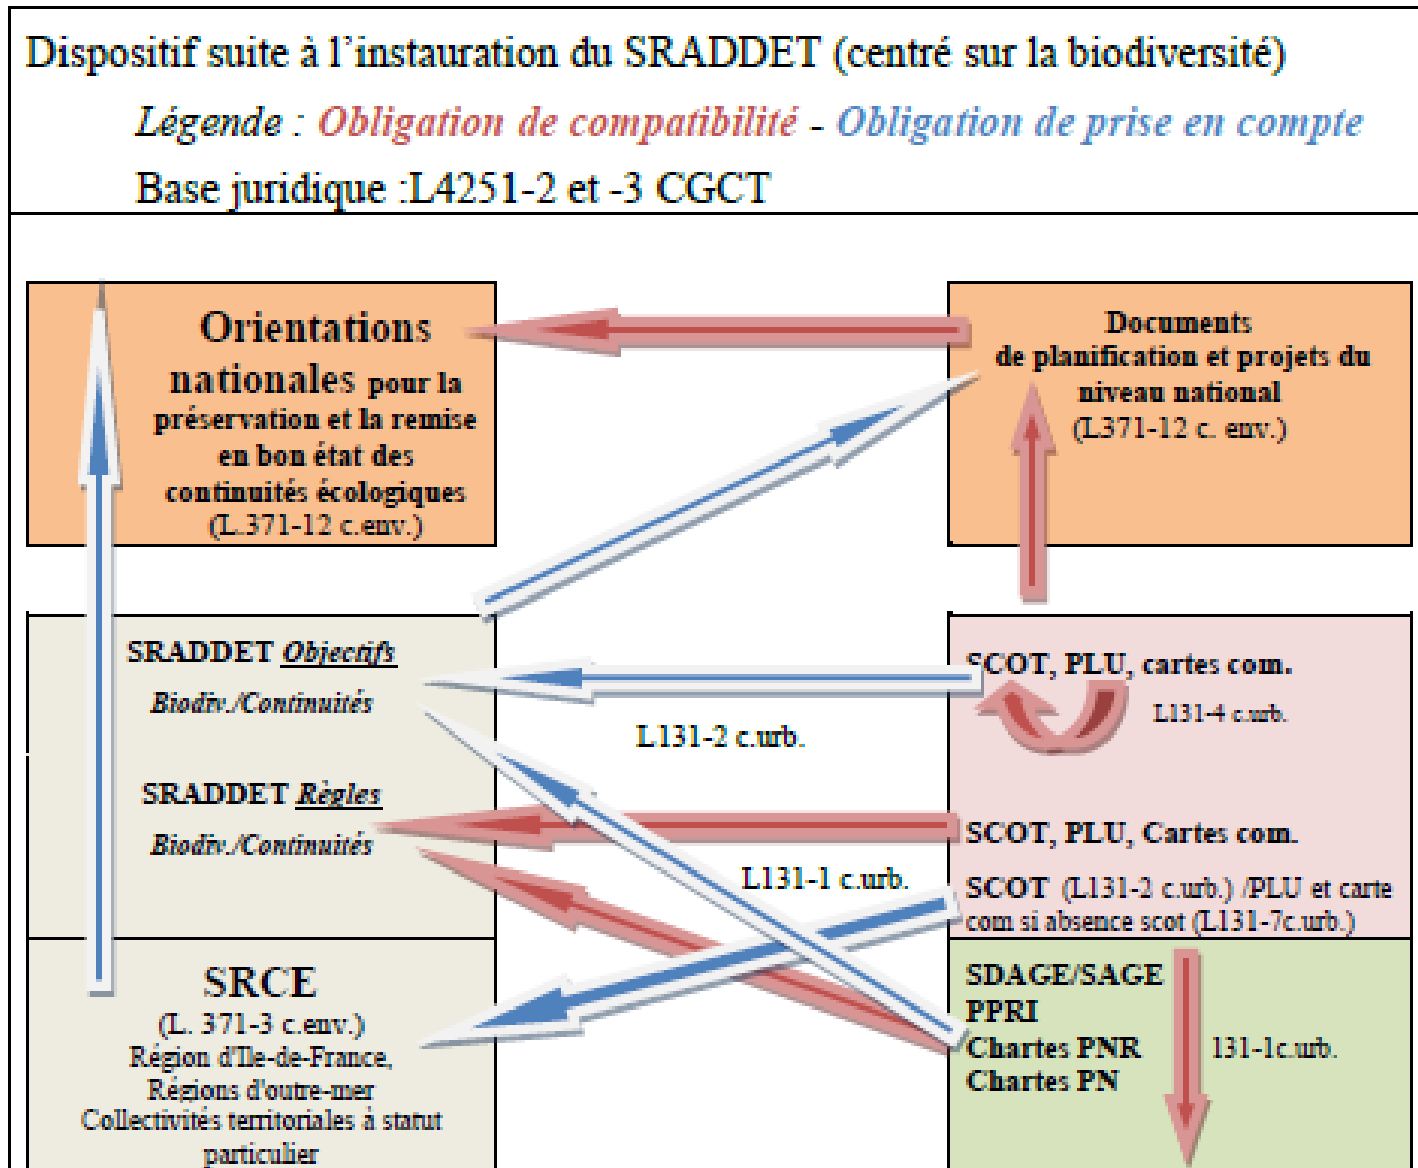 Dispositif suite à l'instauration du SRADDET (centré sur la biodiversité)
Légende : Obligation de compatibilité - Obligation de prise en compte
Base juridique :L4251-2 et -3 CGCT
Orientations
nationales pour la
préservation et la remise
en bon état des
continuités écologiques
(L.371-12 c.env.)
Documents
de planification et projets du
niveau national
(L371-12 c. env.)
SRADDET Objectifs
Biodiv./Continuités
SRADDET Règles
Biodiv./Continuités
L131-2 c.urb.
L131-1 c.urb.
SCOT, PLU, cartes com.
L131-4 c.urb.
SCOT, PLU, Cartes com.
SCOT (L131-2 c.urb.) /PLU et carte
com si absence scot (L131-7c.urb.)
SRCE
(L. 371-3 c.env.)
Région d'Ile-de-France,
Régions d'outre-mer
Collectivités territoriales à statut
particulier
SDAGE/SAGE
PPRI
Chartes PNR
Chartes PN
131-1c.urb.